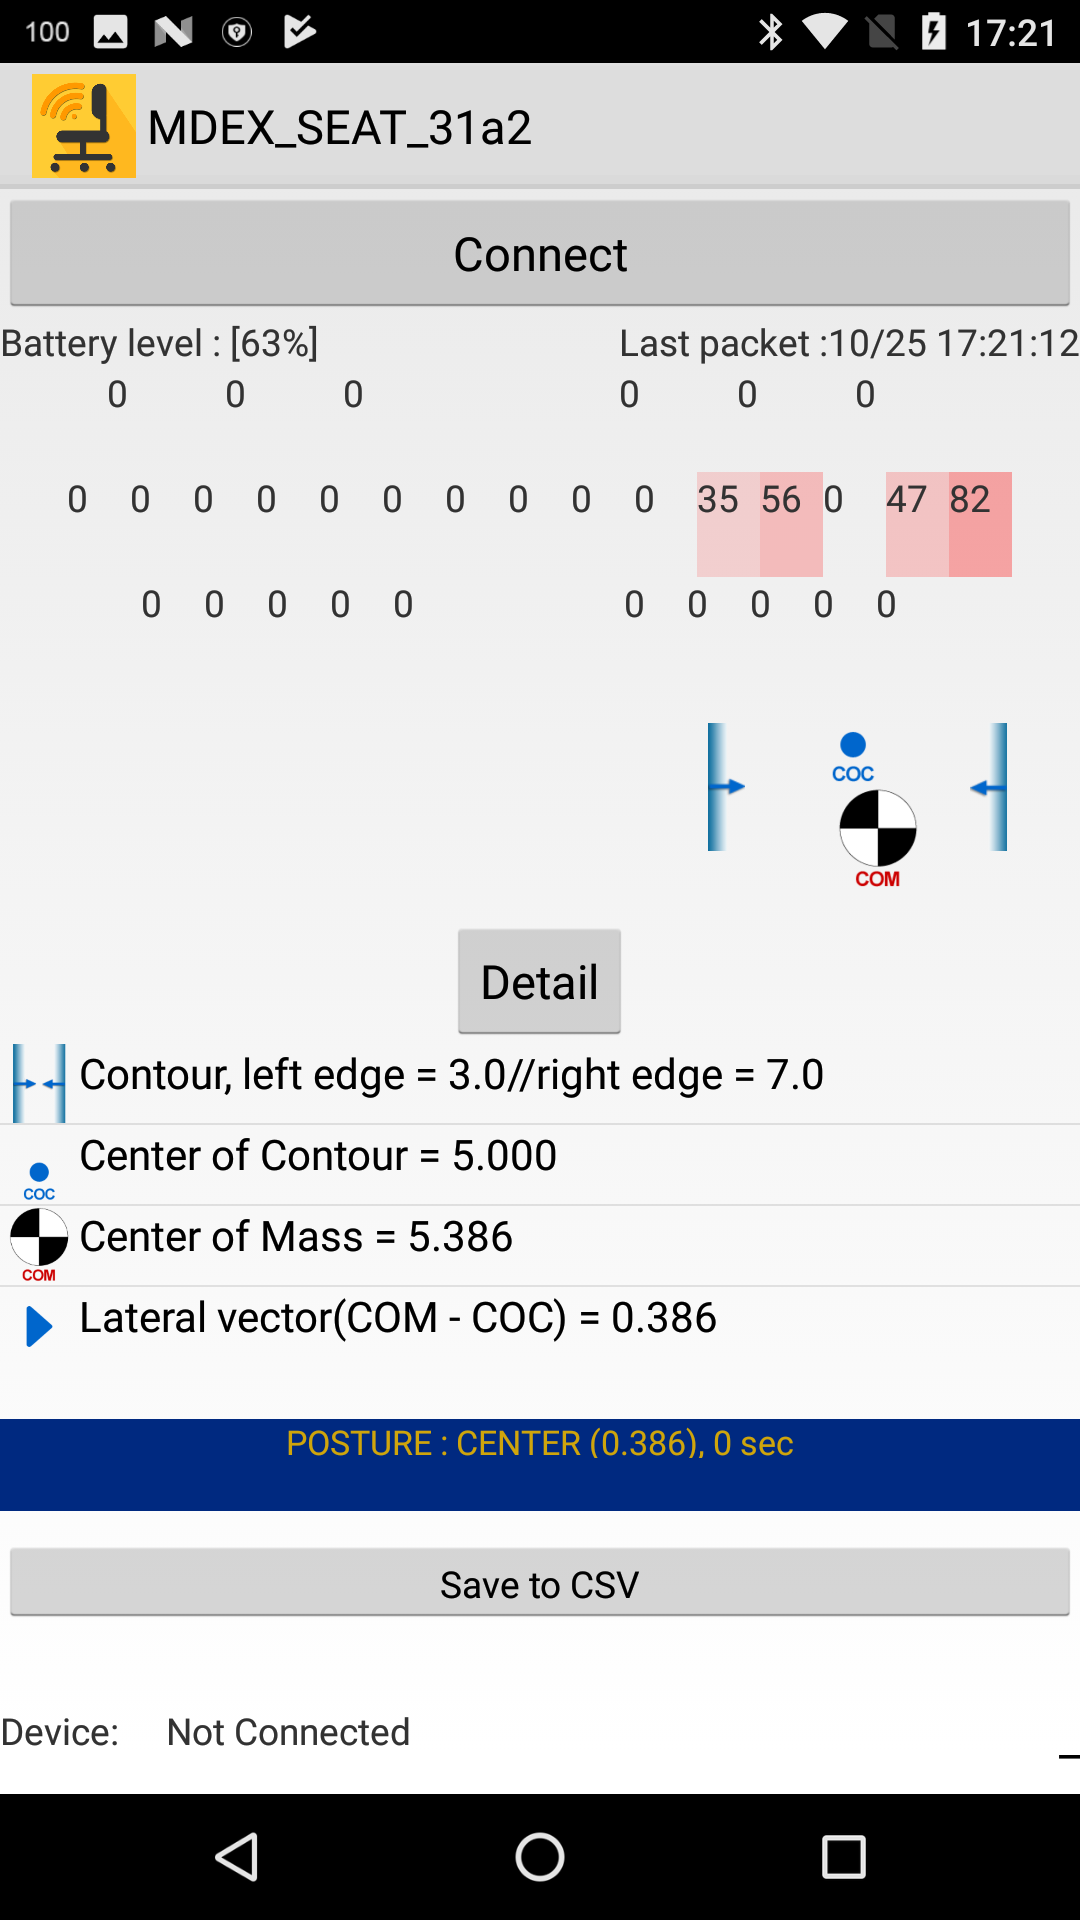 100 17:21
MDEX_SEAT_31a2
Connect
Battery level : [63%] Last packet :10/25 17:21:12
0 0 0 0 0 0
0 0 0 0 0 0 0 0 0 0 35 56 0 47 82
0 0 0 0 0 0 0 0 0 0
COC
COM
Detail
Contour, left edge = 3.0//right edge = 7.0
Center of Contour = 5.000
COC
Center of Mass = 5.386
COM
Lateral vector(COM - COC) = 0.386
POSTURE : CENTER (0.386), 0 sec
Save to CSV
Device: Not Connected